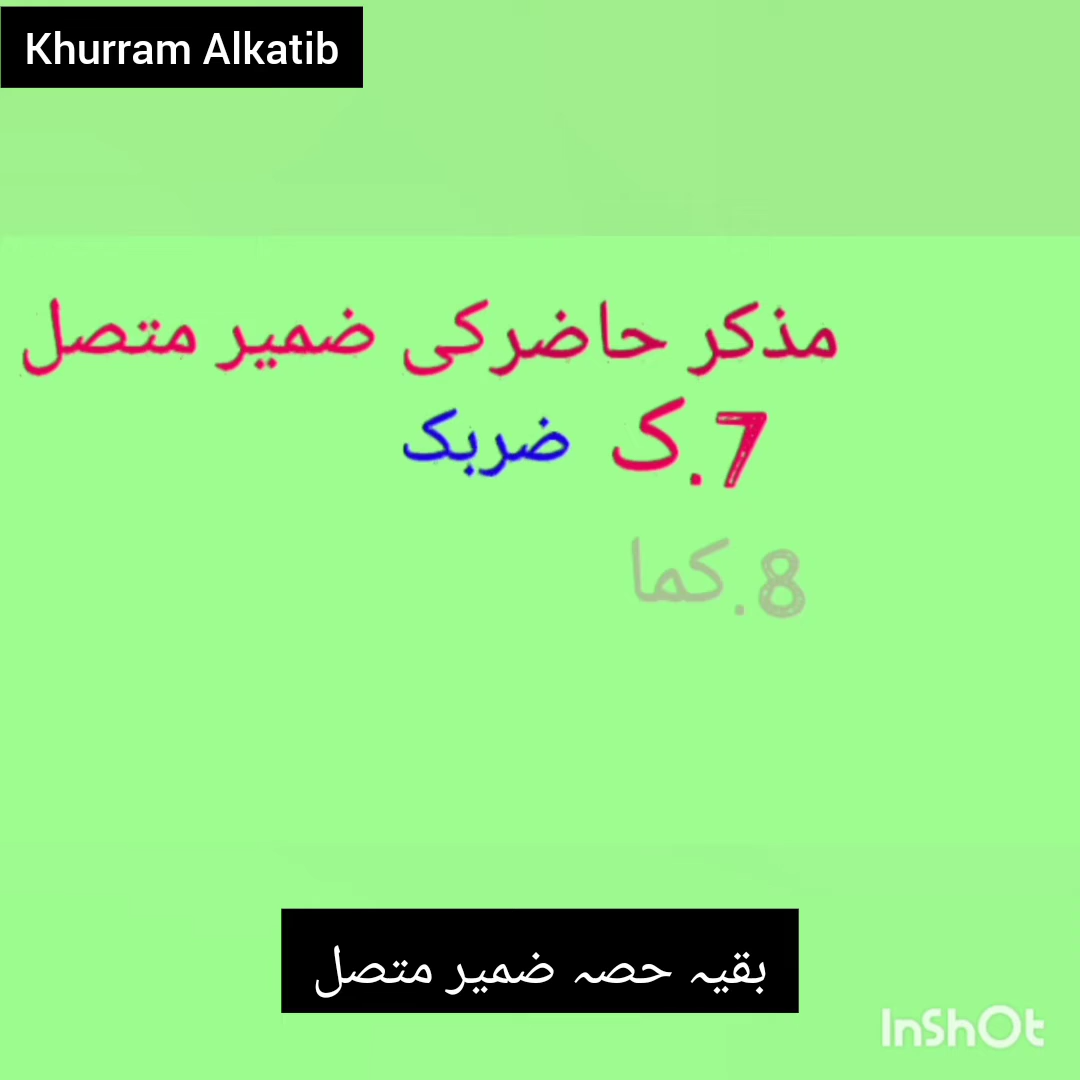 Khurram Alkatib
مذکر حاضرکی ضمیر متصل
7.ک ضربک
8.کما
بقیہ حصہ ضمیر متصل
InShOt